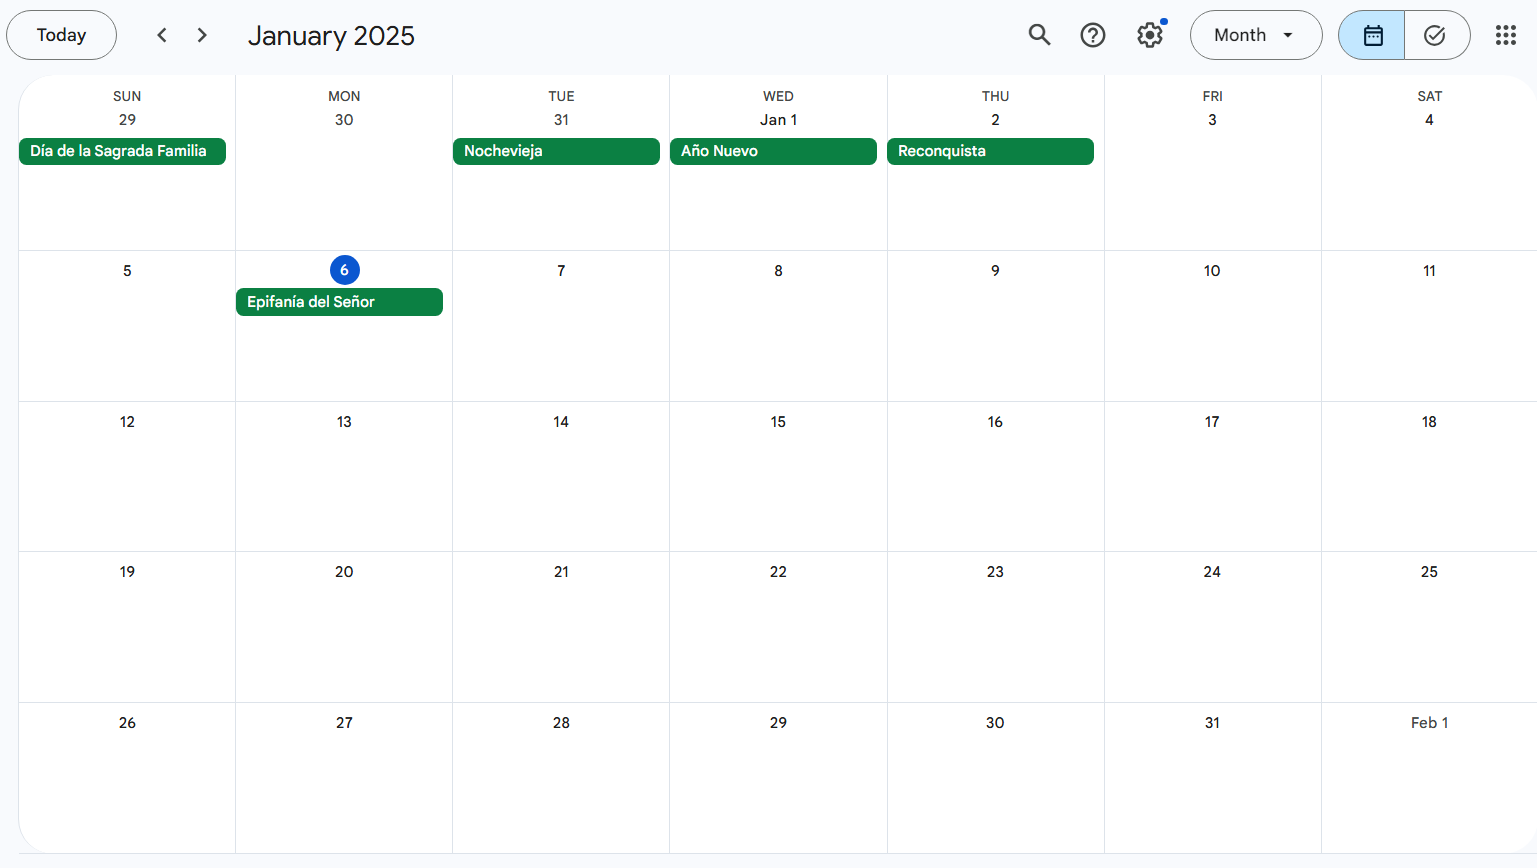 Today January 2025 Month
SUN MON TUE WED THU FRI SAT
29 30 31 Jan 1 2 3 4
Día de la Sagrada Familia Nochevieja Año Nuevo Reconquista
5 6 7 8 9 10 11
Epifanía del Señor
12 13 14 15 16 17 18
19 20 21 22 23 24 25
26 27 28 29 30 31 Feb 1